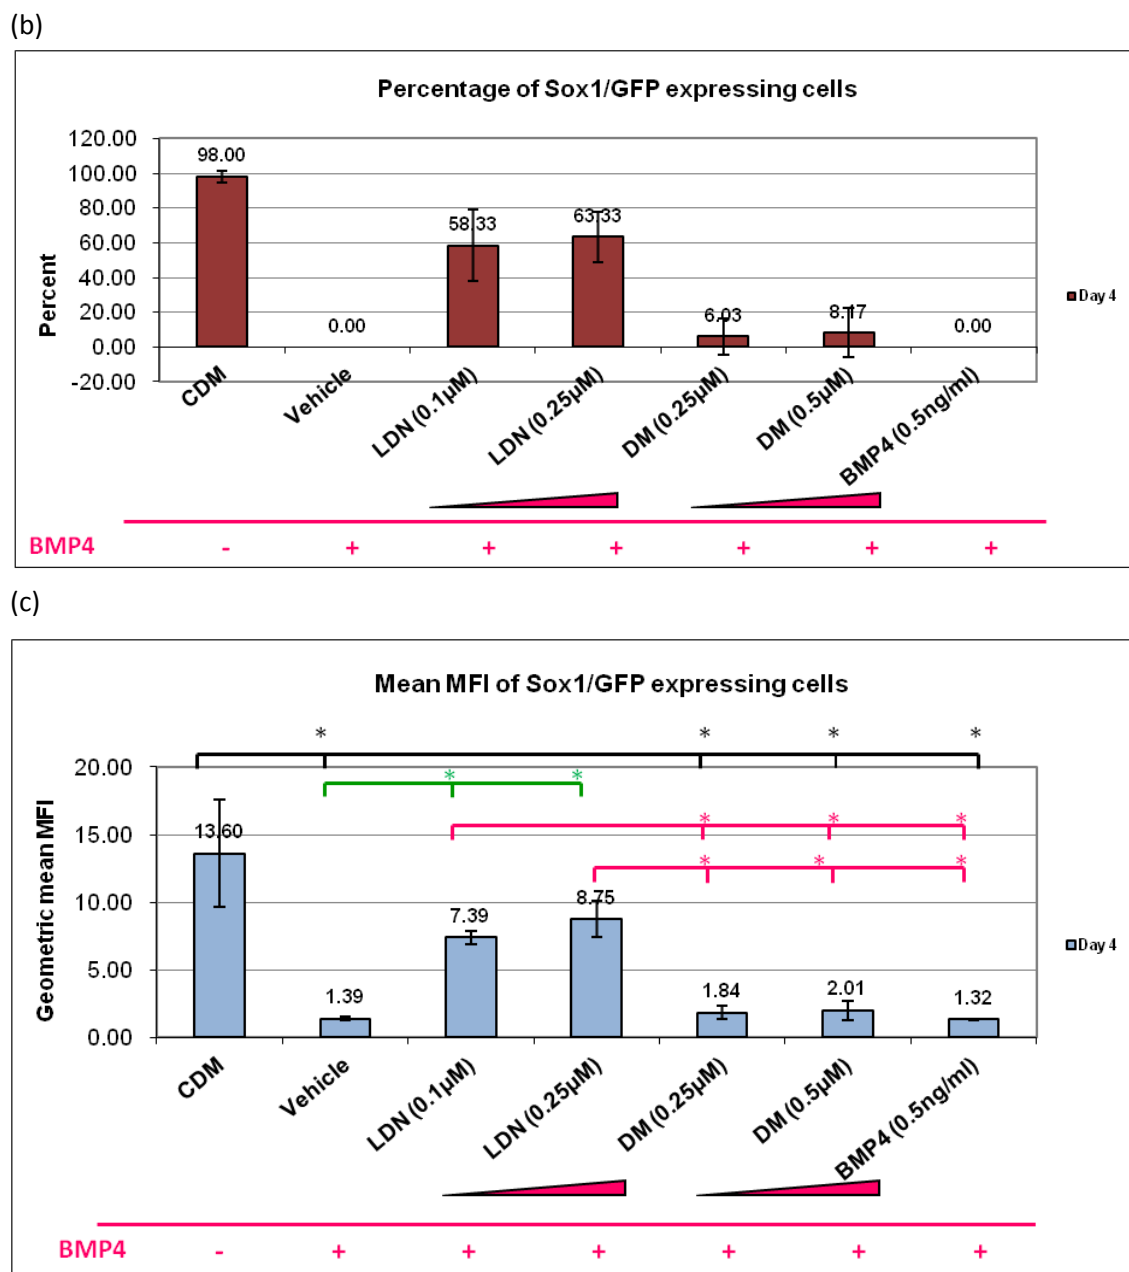 (b)
Percentage of Sox1/GFP expressing cells
120.00
100.00
80.00
60.00
40.00
20.00
0.00
-20.00
Percent
98.00
0.00
58.33
63.33
6.03
8.17
0.00
Day 4
CDM
Vehicle
LDN (0.1µM)
LDN (0.25µM)
DM (0.25µM)
DM (0.5µM)
BMP4 (0.5ng/ml)
BMP4 - + + + + + +
(c)
Mean MFI of Sox1/GFP expressing cells
* * * *
* *
* * *
* * *
20.00
15.00
10.00
5.00
0.00
Geometric mean MFI
13.60
1.39
7.39
8.75
1.84
2.01
1.32
Day 4
CDM
Vehicle
LDN (0.1µM)
LDN (0.25µM)
DM (0.25µM)
DM (0.5µM)
BMP4 (0.5ng/ml)
BMP4 - + + + + + +